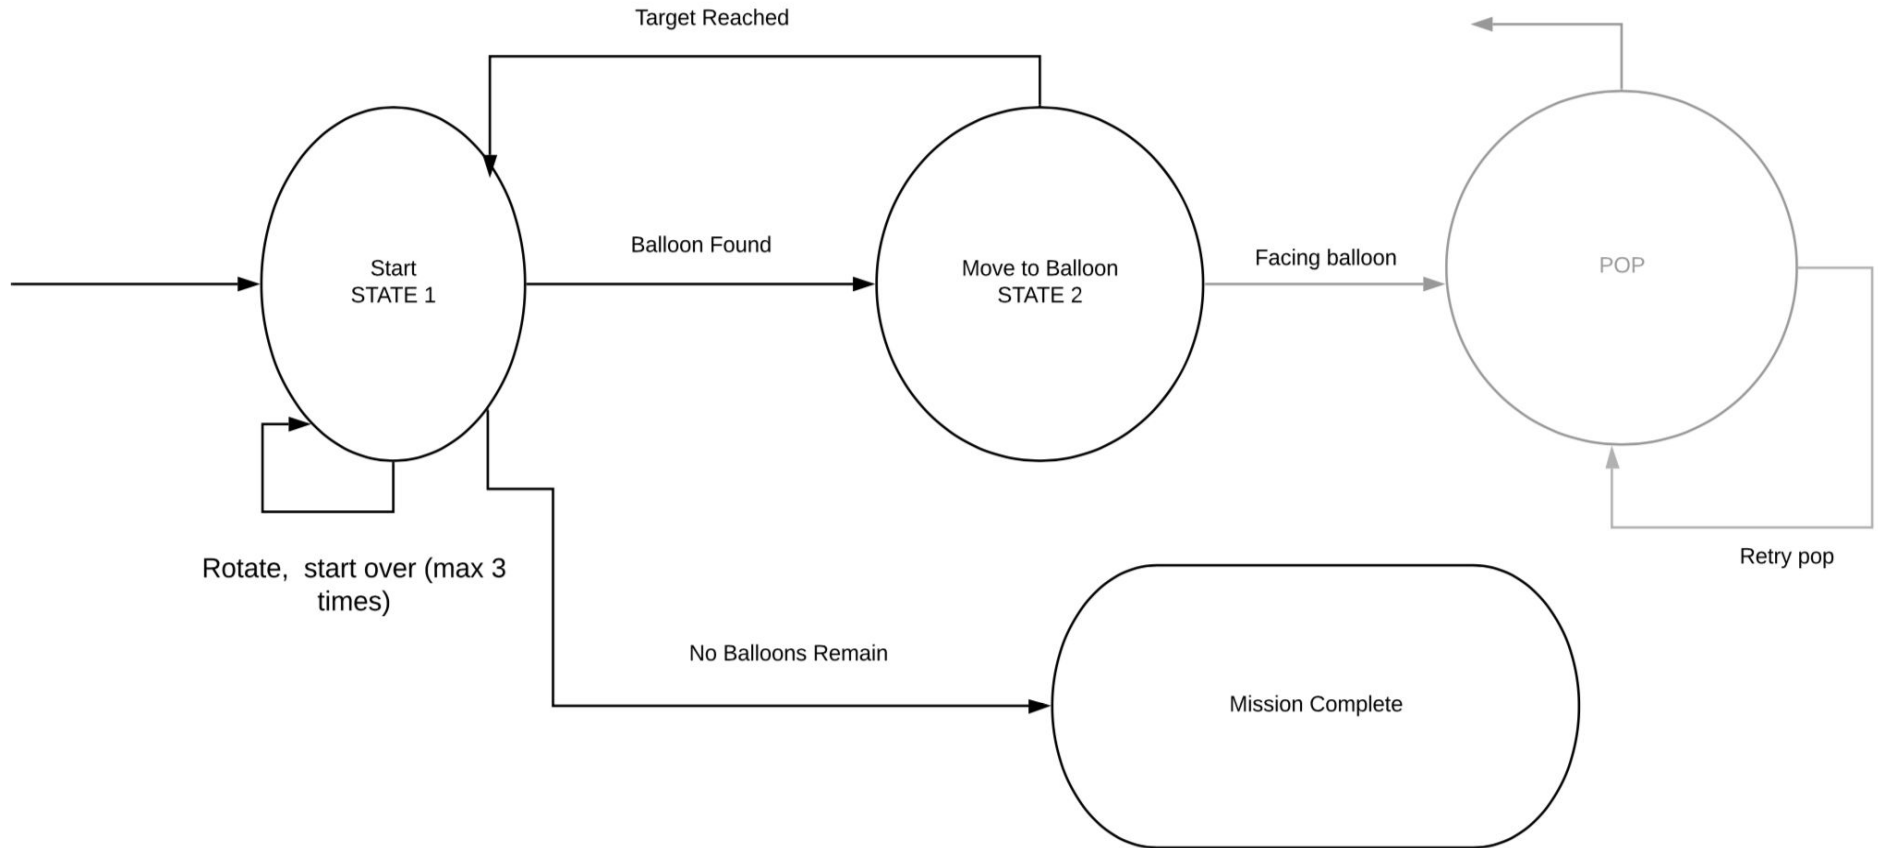 Target Reached
Start
STATE 1
Balloon Found
Move to Balloon
STATE 2
Facing balloon
POP
Rotate,  start over (max 3
times)
Retry pop
No Balloons Remain
Mission Complete